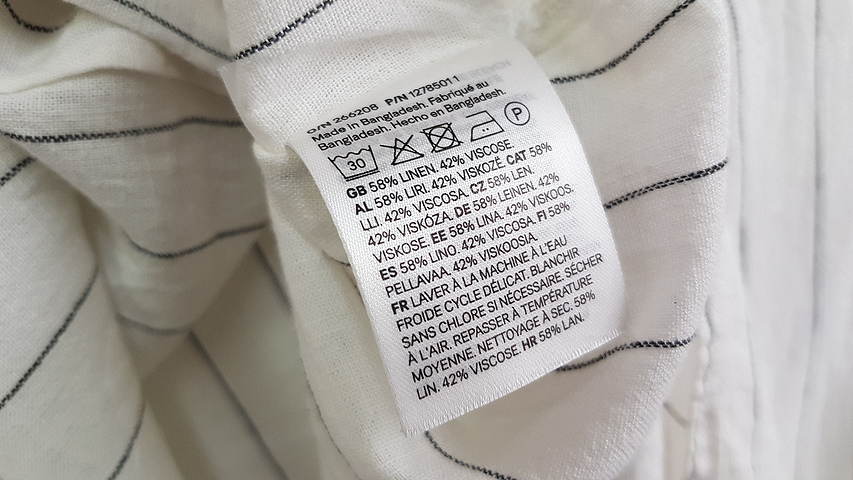 O/N 266208 P/N 1278501 1
Made in Bangladesh. Fabriqué au
Bangladesh. Hecho en Bangladesh.
30 P
GB 58% LINEN. 42% VISCOSE.
AL 58% LIRI. 42% VISKOZË. CAT 58%
LLI. 42% VISCOSA. CZ 58% LEN.
42% VISKÓZA. DE 58% LEINEN. 42%
VISKOSE. EE 58% LINA. 42% VISKOOS.
ES 58% LINO. 42% VISCOSA. FI 58%
PELLAVAA. 42% VISKOOSIA.
FR LAVER À LA MACHINE À L'EAU
FROIDE CYCLE DÉLICAT. BLANCHIR
SANS CHLORE SI NÉCESSAIRE. SÉCHER
À L'AIR. REPASSER À TEMPÉRATURE
MOYENNE. NETTOYAGE À SEC. 58%
LIN. 42% VISCOSE. HR 58% LAN.